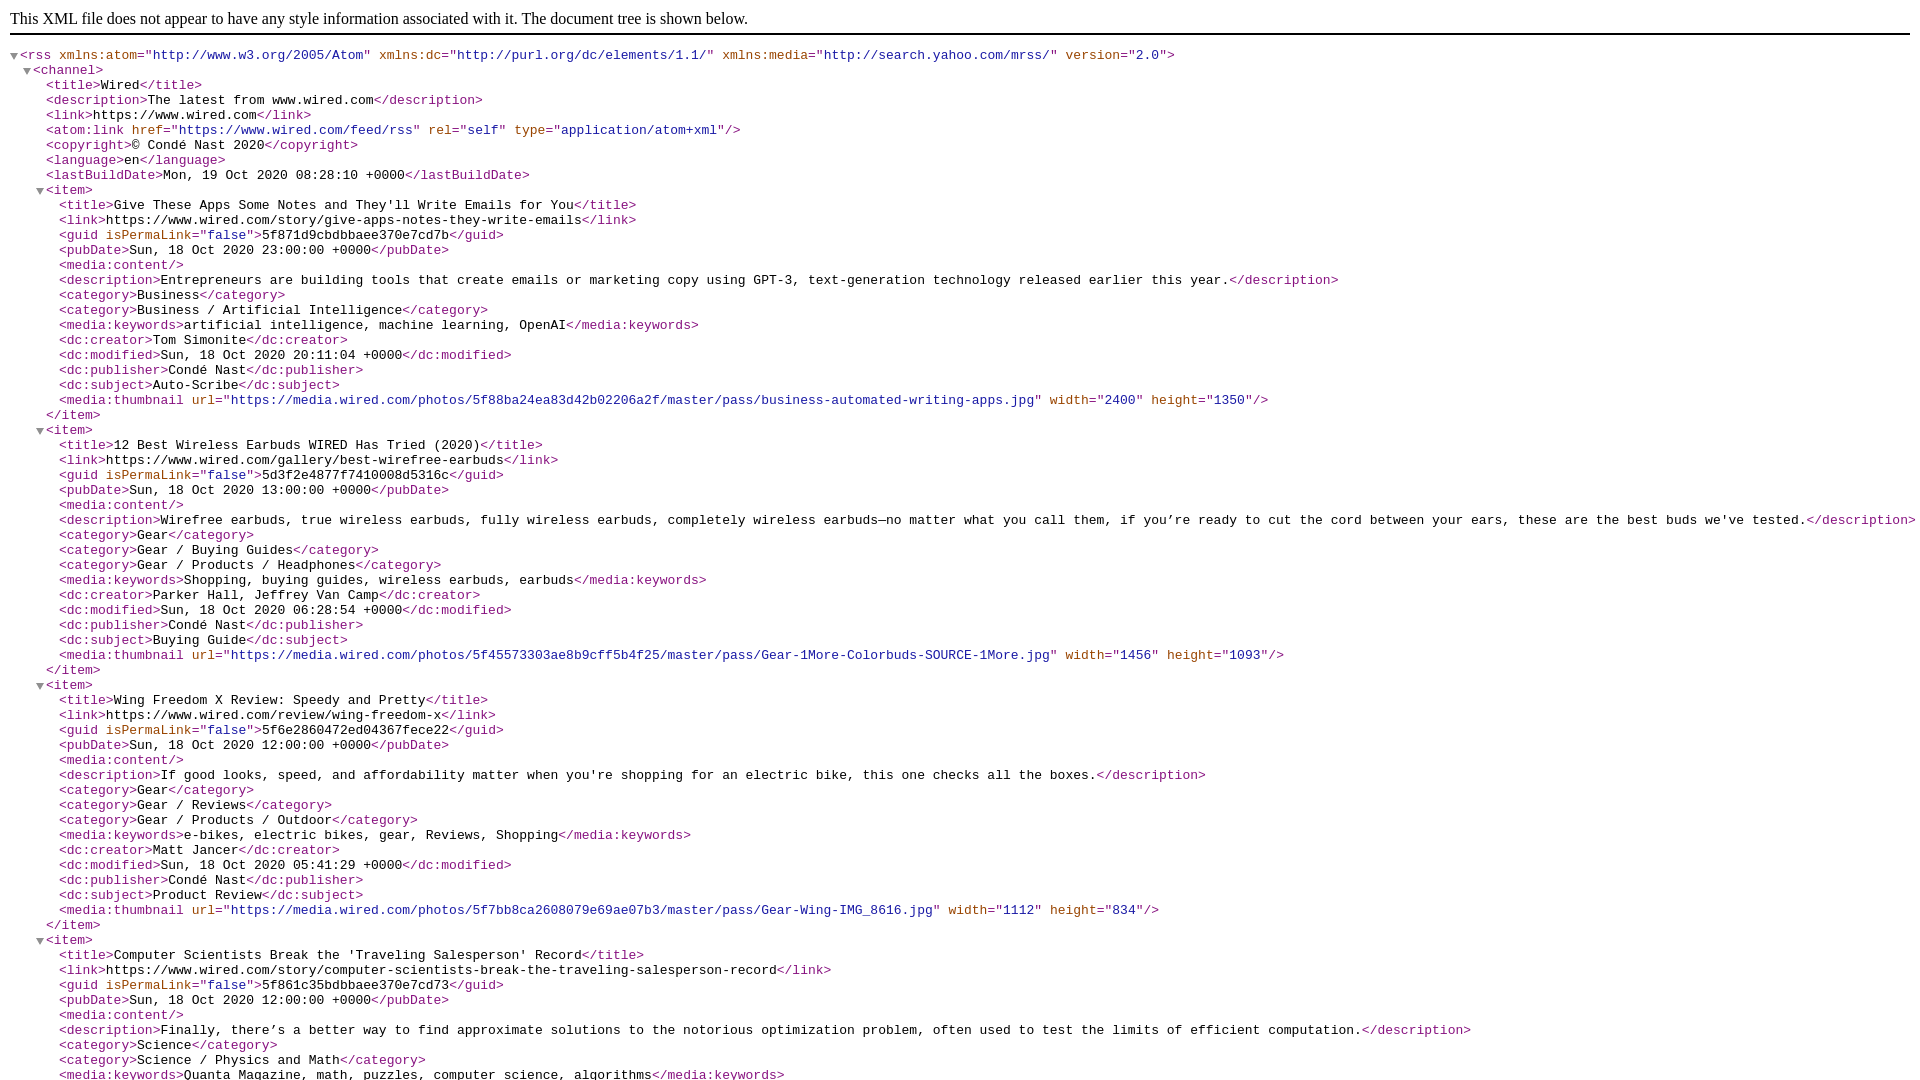 This XML file does not appear to have any style information associated with it. The document tree is shown below.
<rss xmlns:atom="http://www.w3.org/2005/Atom" xmlns:dc="http://purl.org/dc/elements/1.1/" xmlns:media="http://search.yahoo.com/mrss/" version="2.0">
<channel>
<title>Wired</title>
<description>The latest from www.wired.com</description>
<link>https://www.wired.com</link>
<atom:link href="https://www.wired.com/feed/rss" rel="self" type="application/atom+xml"/>
<copyright>© Condé Nast 2020</copyright>
<language>en</language>
<lastBuildDate>Mon, 19 Oct 2020 08:28:10 +0000</lastBuildDate>
<item>
<title>Give These Apps Some Notes and They'll Write Emails for You</title>
<link>https://www.wired.com/story/give-apps-notes-they-write-emails</link>
<guid isPermaLink="false">5f871d9cbdbbaee370e7cd7b</guid>
<pubDate>Sun, 18 Oct 2020 23:00:00 +0000</pubDate>
<media:content/>
<description>Entrepreneurs are building tools that create emails or marketing copy using GPT-3, text-generation technology released earlier this year.</description>
<category>Business</category>
<category>Business / Artificial Intelligence</category>
<media:keywords>artificial intelligence, machine learning, OpenAI</media:keywords>
<dc:creator>Tom Simonite</dc:creator>
<dc:modified>Sun, 18 Oct 2020 20:11:04 +0000</dc:modified>
<dc:publisher>Condé Nast</dc:publisher>
<dc:subject>Auto-Scribe</dc:subject>
<media:thumbnail url="https://media.wired.com/photos/5f88ba24ea83d42b02206a2f/master/pass/business-automated-writing-apps.jpg" width="2400" height="1350"/>
</item>
<item>
<title>12 Best Wireless Earbuds WIRED Has Tried (2020)</title>
<link>https://www.wired.com/gallery/best-wirefree-earbuds</link>
<guid isPermaLink="false">5d3f2e4877f7410008d5316c</guid>
<pubDate>Sun, 18 Oct 2020 13:00:00 +0000</pubDate>
<media:content/>
<description>Wirefree earbuds, true wireless earbuds, fully wireless earbuds, completely wireless earbuds—no matter what you call them, if you’re ready to cut the cord between your ears, these are the best buds we've tested.</description>
<category>Gear</category>
<category>Gear / Buying Guides</category>
<category>Gear / Products / Headphones</category>
<media:keywords>Shopping, buying guides, wireless earbuds, earbuds</media:keywords>
<dc:creator>Parker Hall, Jeffrey Van Camp</dc:creator>
<dc:modified>Sun, 18 Oct 2020 06:28:54 +0000</dc:modified>
<dc:publisher>Condé Nast</dc:publisher>
<dc:subject>Buying Guide</dc:subject>
<media:thumbnail url="https://media.wired.com/photos/5f45573303ae8b9cff5b4f25/master/pass/Gear-1More-Colorbuds-SOURCE-1More.jpg" width="1456" height="1093"/>
</item>
<item>
<title>Wing Freedom X Review: Speedy and Pretty</title>
<link>https://www.wired.com/review/wing-freedom-x</link>
<guid isPermaLink="false">5f6e2860472ed04367fece22</guid>
<pubDate>Sun, 18 Oct 2020 12:00:00 +0000</pubDate>
<media:content/>
<description>If good looks, speed, and affordability matter when you're shopping for an electric bike, this one checks all the boxes.</description>
<category>Gear</category>
<category>Gear / Reviews</category>
<category>Gear / Products / Outdoor</category>
<media:keywords>e-bikes, electric bikes, gear, Reviews, Shopping</media:keywords>
<dc:creator>Matt Jancer</dc:creator>
<dc:modified>Sun, 18 Oct 2020 05:41:29 +0000</dc:modified>
<dc:publisher>Condé Nast</dc:publisher>
<dc:subject>Product Review</dc:subject>
<media:thumbnail url="https://media.wired.com/photos/5f7bb8ca2608079e69ae07b3/master/pass/Gear-Wing-IMG_8616.jpg" width="1112" height="834"/>
</item>
<item>
<title>Computer Scientists Break the 'Traveling Salesperson' Record</title>
<link>https://www.wired.com/story/computer-scientists-break-the-traveling-salesperson-record</link>
<guid isPermaLink="false">5f861c35bdbbaee370e7cd73</guid>
<pubDate>Sun, 18 Oct 2020 12:00:00 +0000</pubDate>
<media:content/>
<description>Finally, there’s a better way to find approximate solutions to the notorious optimization problem, often used to test the limits of efficient computation.</description>
<category>Science</category>
<category>Science / Physics and Math</category>
<media:keywords>Quanta Magazine, math, puzzles, computer science, algorithms</media:keywords>